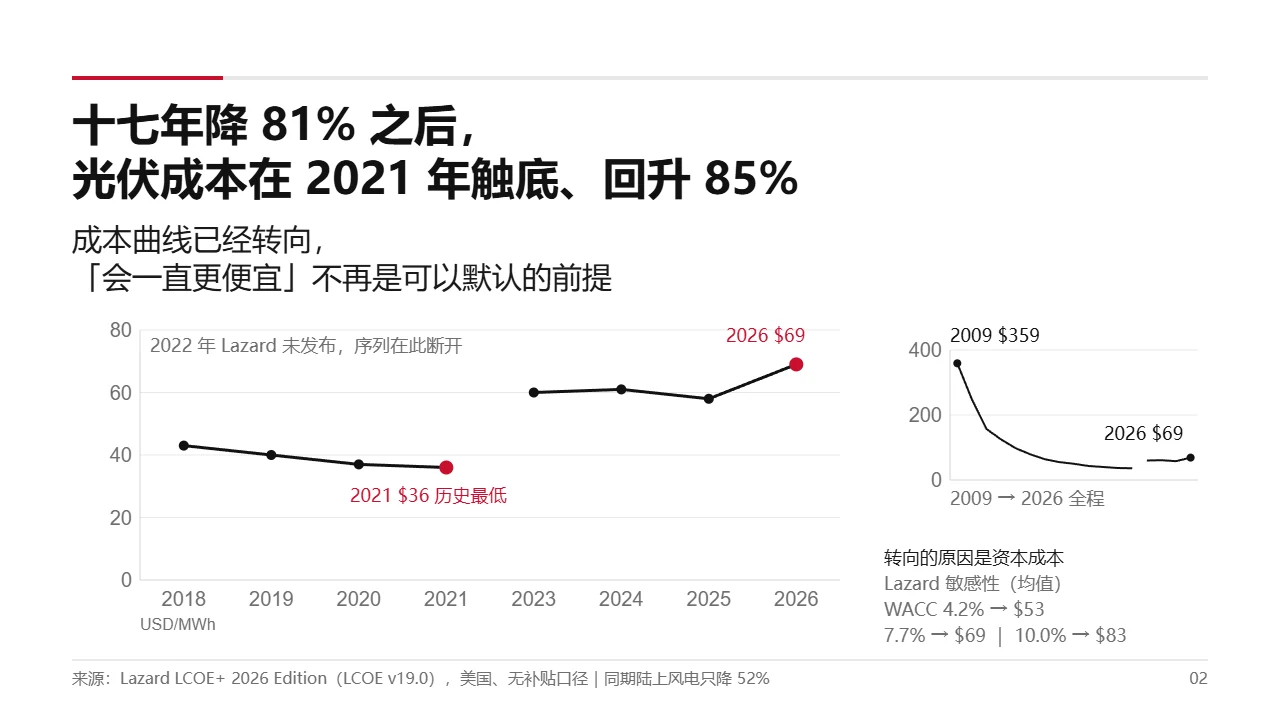 十七年降 81% 之后，
光伏成本在 2021 年触底、回升 85%
成本曲线已经转向，
「会一直更便宜」不再是可以默认的前提
80
60
40
20
0
2022 年 Lazard 未发布，序列在此断开
2026 $69
2021 $36 历史最低
2018 2019 2020 2021 2023 2024 2025 2026
USD/MWh
2009 $359
400
200
0
2026 $69
2009 → 2026 全程
转向的原因是资本成本
Lazard 敏感性（均值）
WACC 4.2% → $53
7.7% → $69 | 10.0% → $83
来源：Lazard LCOE+ 2026 Edition（LCOE v19.0），美国、无补贴口径 | 同期陆上风电只降 52%
02